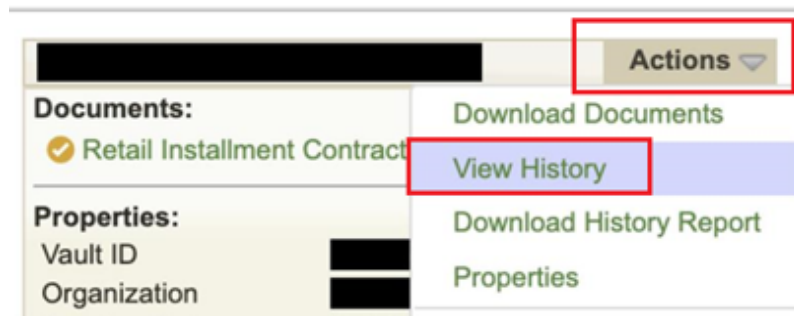 Actions
Documents:
Retail Installment Contract
Properties:
Vault ID
Organization
Download Documents
View History
Download History Report
Properties